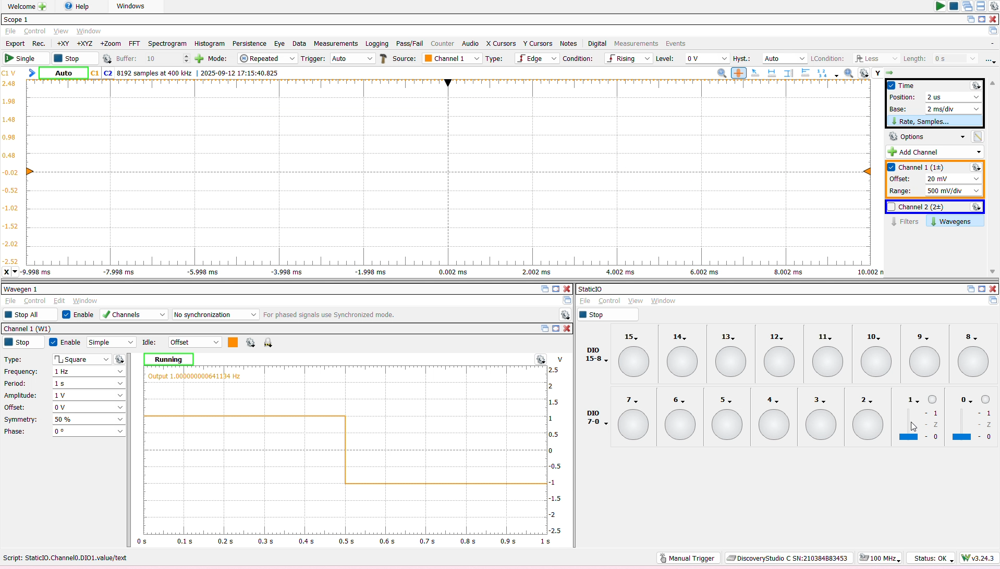 Welcome Help Windows
Scope 1
File Control View Window
Export Rec. +XY +XYZ +Zoom FFT Spectrogram Histogram Persistence Eye Data Measurements Logging Pass/Fail Counter Audio X Cursors Y Cursors Notes Digital Measurements Events
Single Stop Buffer: 10 Mode: Repeated Trigger: Auto Source: Channel 1 Type: Edge Condition: Rising Level: 0 V Hyst.: Auto LCondition: Less Length: 0 s ...
C1 V Auto C1 C2 8192 samples at 400 kHz | 2025-09-12 17:15:40.825 Y
2.48
1.98
1.48
0.98
0.48
-0.02
-0.52
-1.02
-1.52
-2.02
-2.52
X -9.998 ms -7.998 ms -5.998 ms -3.998 ms -1.998 ms 0.002 ms 2.002 ms 4.002 ms 6.002 ms 8.002 ms 10.002 m
Time
Position: 2 us
Base: 2 ms/div
Rate, Samples...
Options
Add Channel
Channel 1 (1±)
Offset: 20 mV
Range: 500 mV/div
Channel 2 (2±)
Filters Wavegens
Wavegen 1
File Control Edit Window
Stop All Enable Channels No synchronization For phased signals use Synchronized mode.
Channel 1 (W1)
Stop Enable Simple Idle: Offset
Type: Square
Frequency: 1 Hz
Period: 1 s
Amplitude: 1 V
Offset: 0 V
Symmetry: 50 %
Phase: 0 º
Running V
Output 1.000000000641134 Hz
2.5
2
1.5
1
0.5
0
-0.5
-1
-1.5
-2
-2.5
0 s 0.1 s 0.2 s 0.3 s 0.4 s 0.5 s 0.6 s 0.7 s 0.8 s 0.9 s 1 s
StaticIO
File Control View Window
Stop
DIO
15-8
15 14 13 12 11 10 9 8
DIO
7-0
7 6 5 4 3 2 1 0
- 1 - 1
- Z - Z
- 0 - 0
Script: StaticIO.Channel0.DIO1.value/text Manual Trigger DiscoveryStudio C SN:210384B83453 100 MHz Status: OK v3.24.3